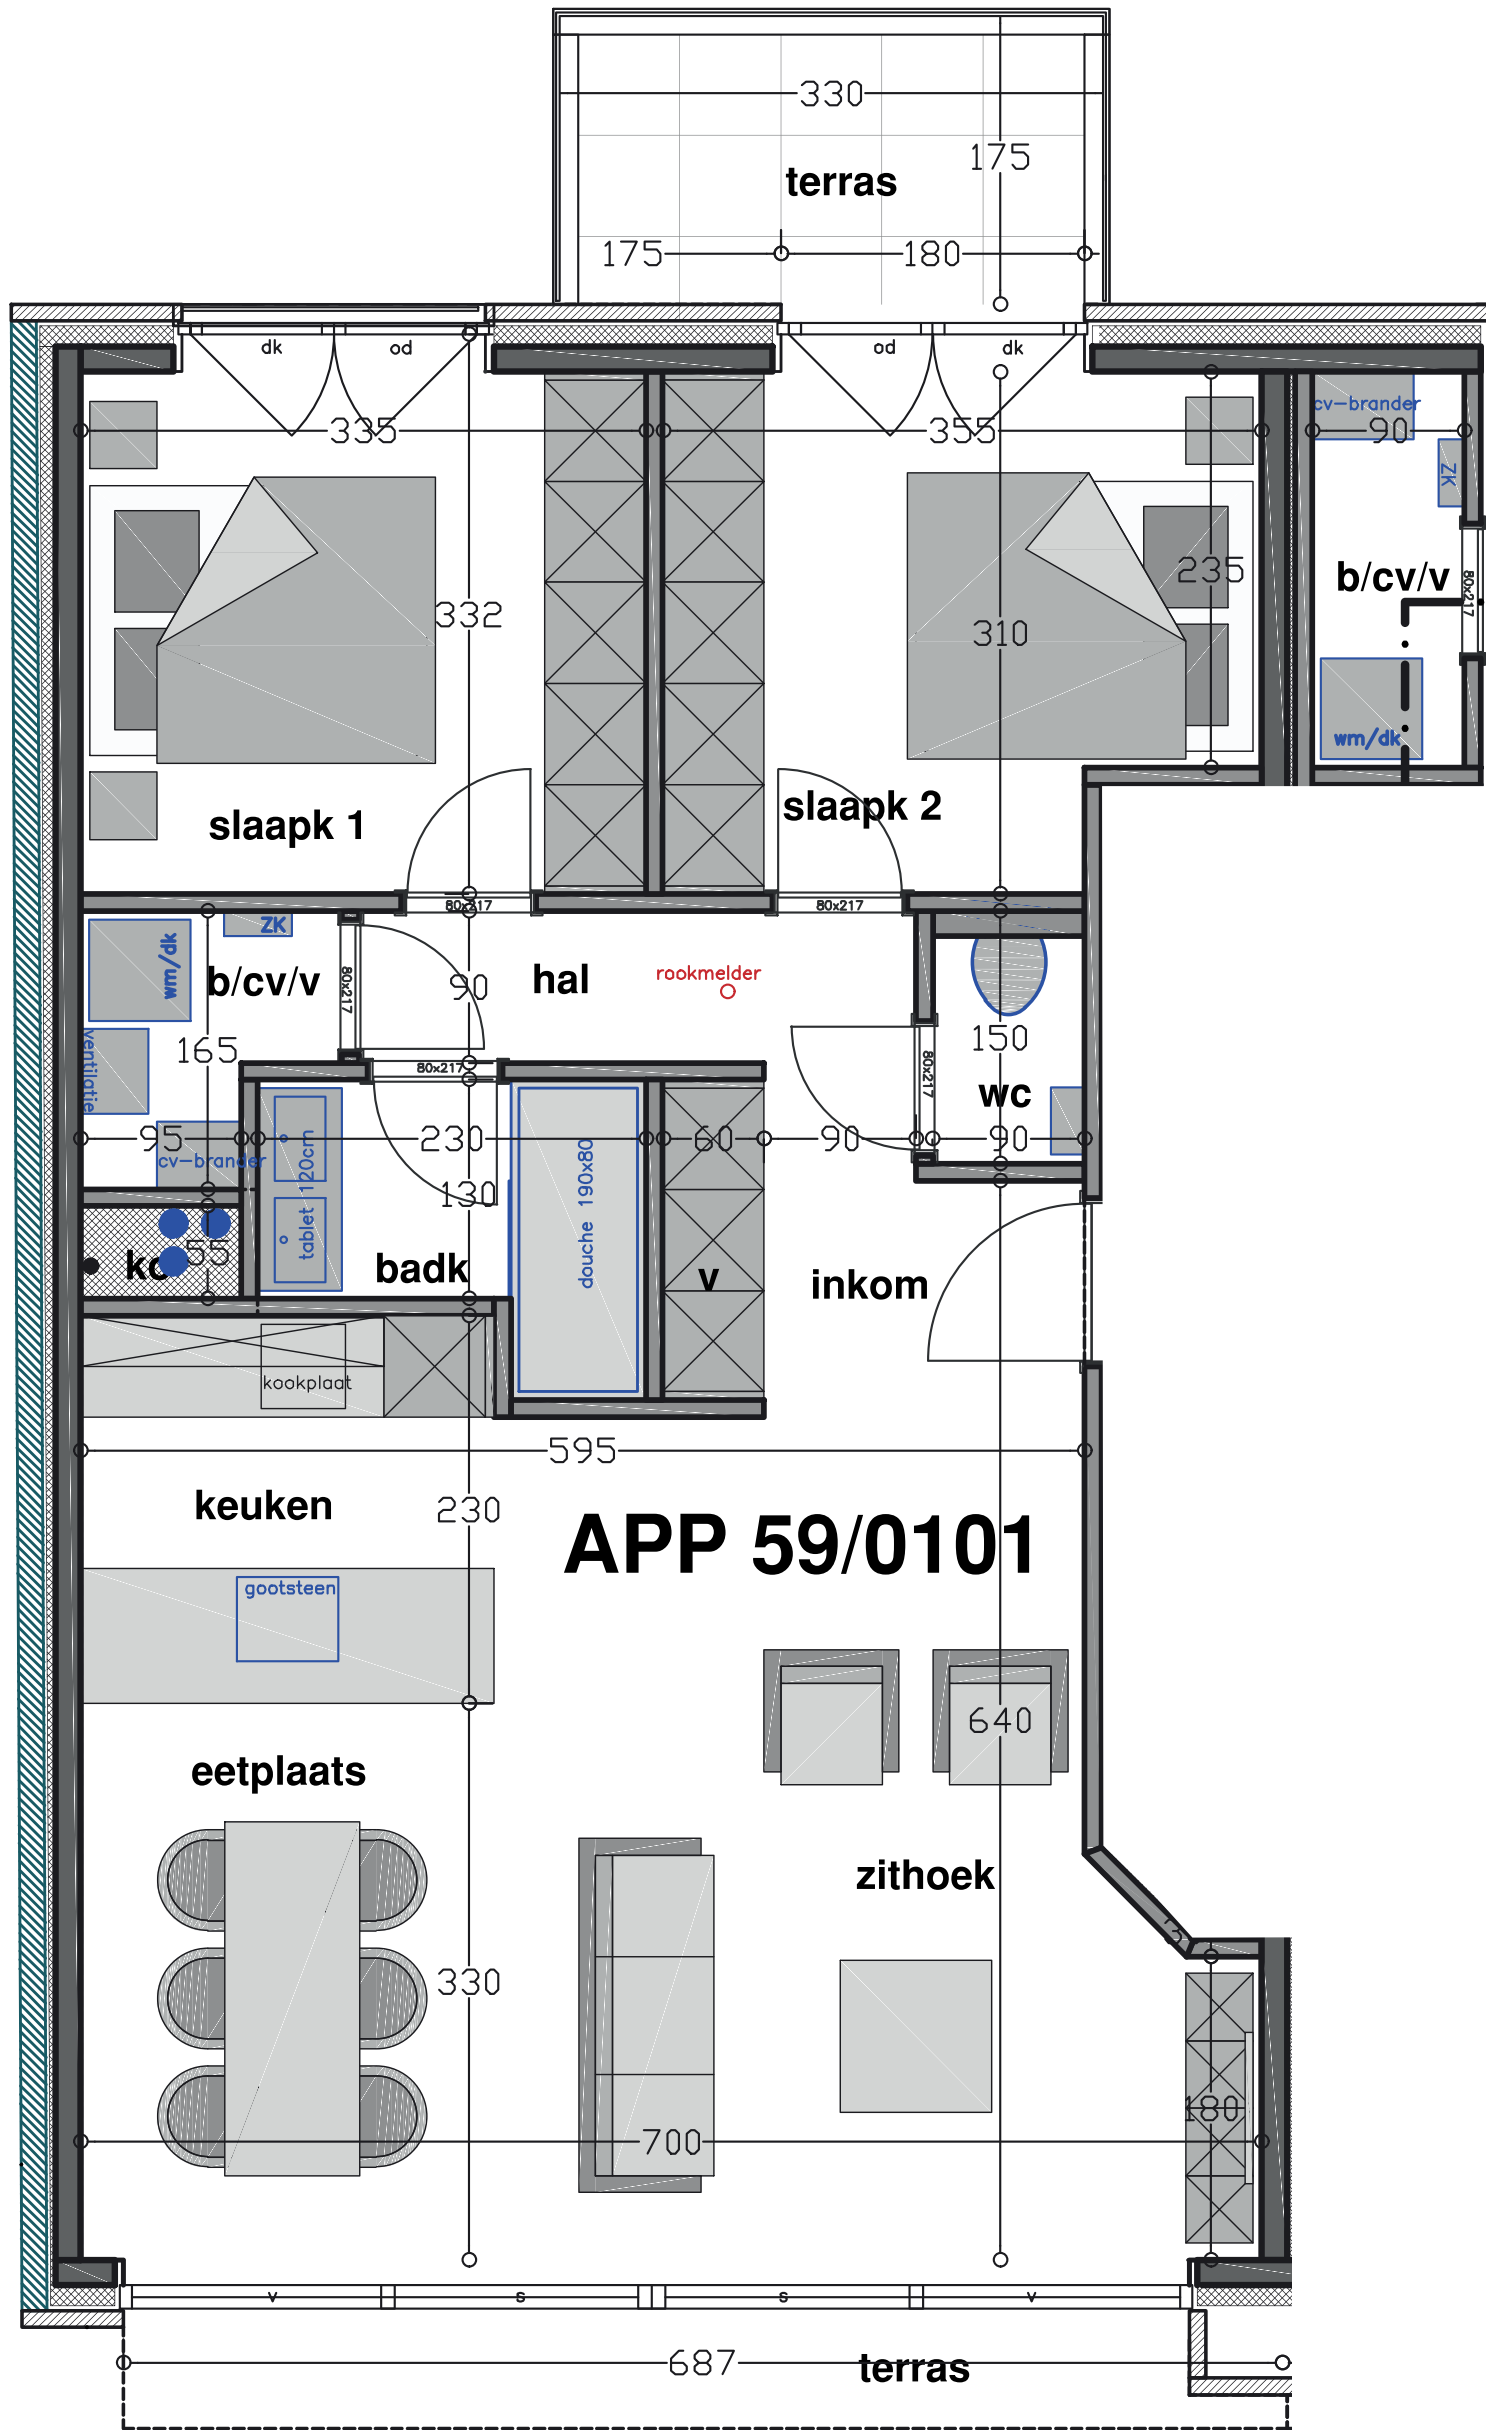 330
175
terras
175
180
dk
od
od
dk
335
355
cv-brander
90
ZK
235
b/cv/v
80x217
332
310
wm/dk
slaapk 1
slaapk 2
80x217
80x217
ZK
wm/dk
b/cv/v
80x217
90
hal
rookmelder
150
165
ventilatie
80x217
80x217
wc
95
cv-brander
230
60
90
90
120cm
tablet
130
douche 190x80
55
badk
v
inkom
kookplaat
595
keuken
230
APP 59/0101
gootsteen
640
eetplaats
zithoek
330
180
700
v
s
s
v
687
terras